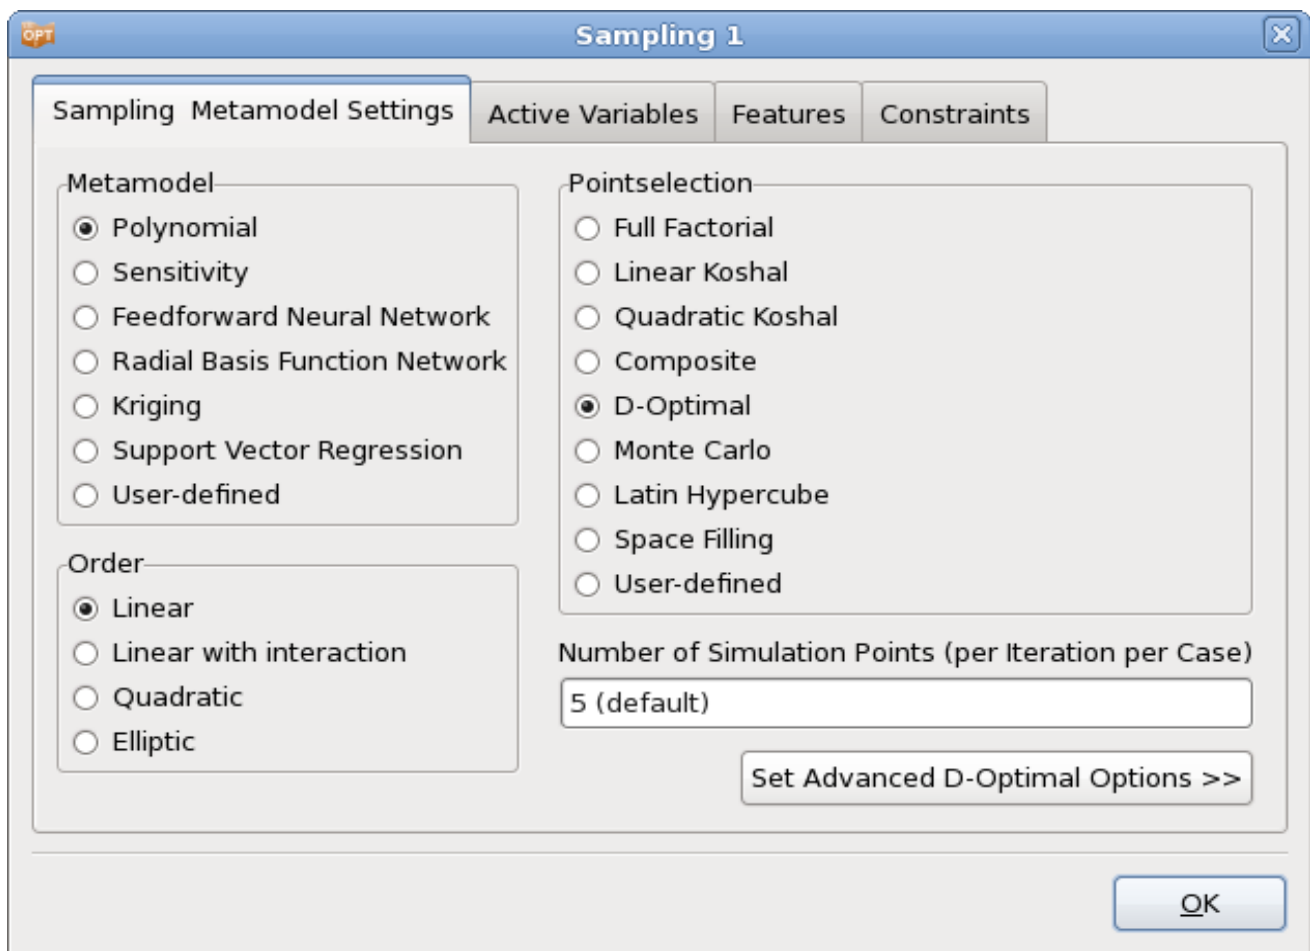 OPT
Sampling 1
Sampling  Metamodel Settings
Active Variables
Features
Constraints
Metamodel
Polynomial
Sensitivity
Feedforward Neural Network
Radial Basis Function Network
Kriging
Support Vector Regression
User-defined
Order
Linear
Linear with interaction
Quadratic
Elliptic
Pointselection
Full Factorial
Linear Koshal
Quadratic Koshal
Composite
D-Optimal
Monte Carlo
Latin Hypercube
Space Filling
User-defined
Number of Simulation Points (per Iteration per Case)
5 (default)
Set Advanced D-Optimal Options >>
OK